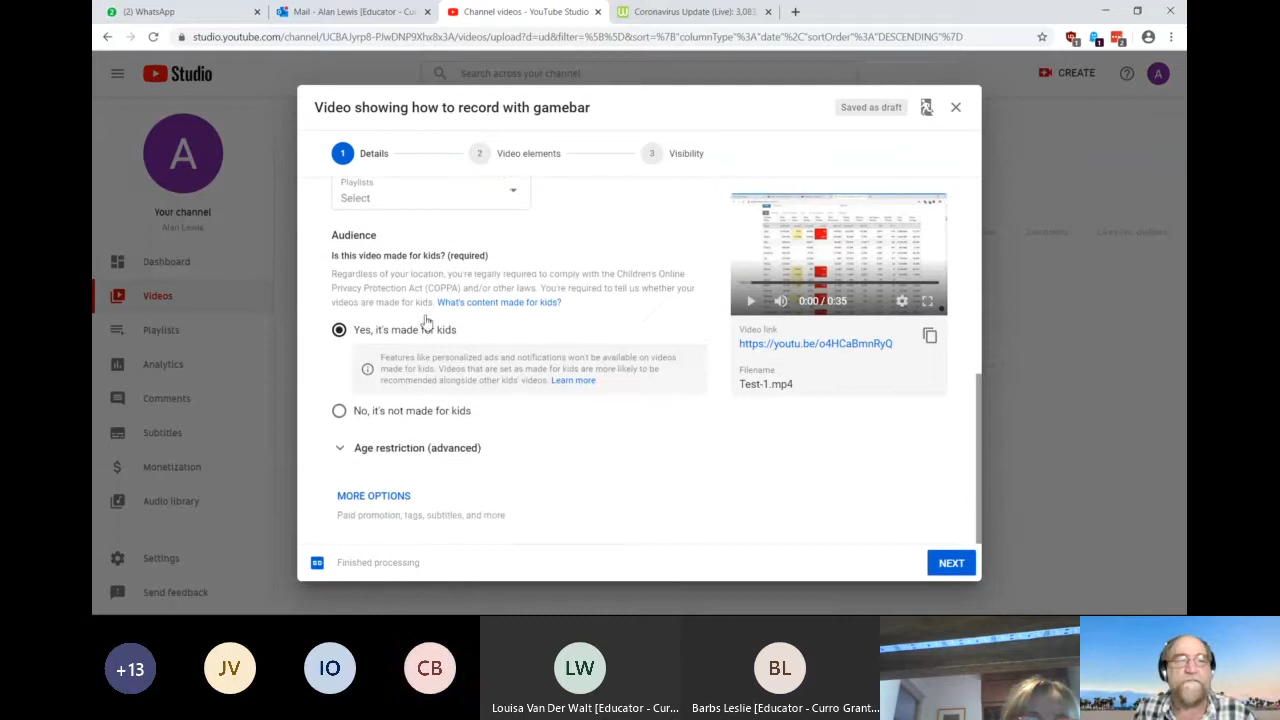 2
WhatsApp
Mail - Alan Lewis [Educator - Cu
Channel videos - YouTube Studio
Coronavirus Update (Live): 3,083,
studio.youtube.com/channel/UCBAJyrp8-PJwDNP9Xhx8x3A/videos/upload?d=ud&filter=%5B%5D&sort=%7B"columnType"%3A"date"%2C"sortOrder"%3A"DESCENDING"%7D
1 1 2
Studio
Search across your channel
CREATE
A
A
Your channel
Alan Lewis
Dashboard
Videos
Playlists
Analytics
Comments
Subtitles
Monetization
Audio library
Settings
Send feedback
Video showing how to record with gamebar
Saved as draft
1 Details
2 Video elements
3 Visibility
Playlists
Select
Audience
Is this video made for kids? (required)
Regardless of your location, you're legally required to comply with the Children's Online
Privacy Protection Act (COPPA) and/or other laws. You're required to tell us whether your
videos are made for kids. What's content made for kids?
Yes, it's made for kids
Features like personalized ads and notifications won't be available on videos
made for kids. Videos that are set as made for kids are more likely to be
recommended alongside other kids' videos. Learn more
No, it's not made for kids
Age restriction (advanced)
MORE OPTIONS
Paid promotion, tags, subtitles, and more
0:00 / 0:35
Video link
https://youtu.be/o4HCaBmnRyQ
Filename
Test-1.mp4
SD
Finished processing
NEXT
+13
JV
IO
CB
LW
BL
Louisa Van Der Walt [Educator - Cur...
Barbs Leslie [Educator - Curro Grant...